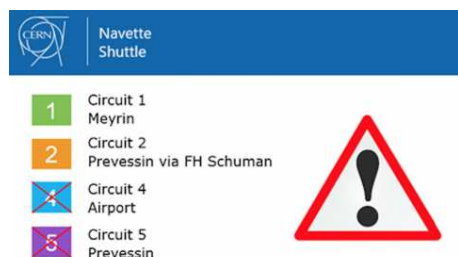 CERN
Navette
Shuttle
1
Circuit 1
Meyrin
2
Circuit 2
Prevessin via FH Schuman
4
Circuit 4
Airport
5
Circuit 5
Prevessin
!